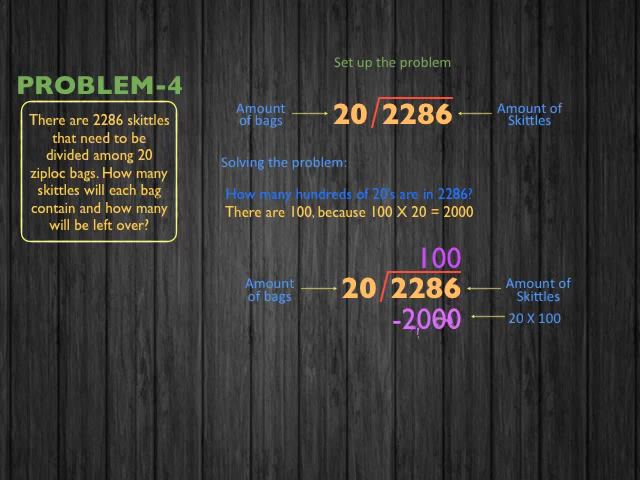 PROBLEM-4
There are 2286 skittles
that need to be
divided among 20
ziploc bags. How many
skittles will each bag
contain and how many
will be left over?
Set up the problem
Amount
of bags
20 2286
Amount of
Skittles
Solving the problem:
How many hundreds of 20's are in 2286?
There are 100, because 100 X 20 = 2000
100
Amount
of bags
20 2286
Amount of
Skittles
-2000
20 X 100